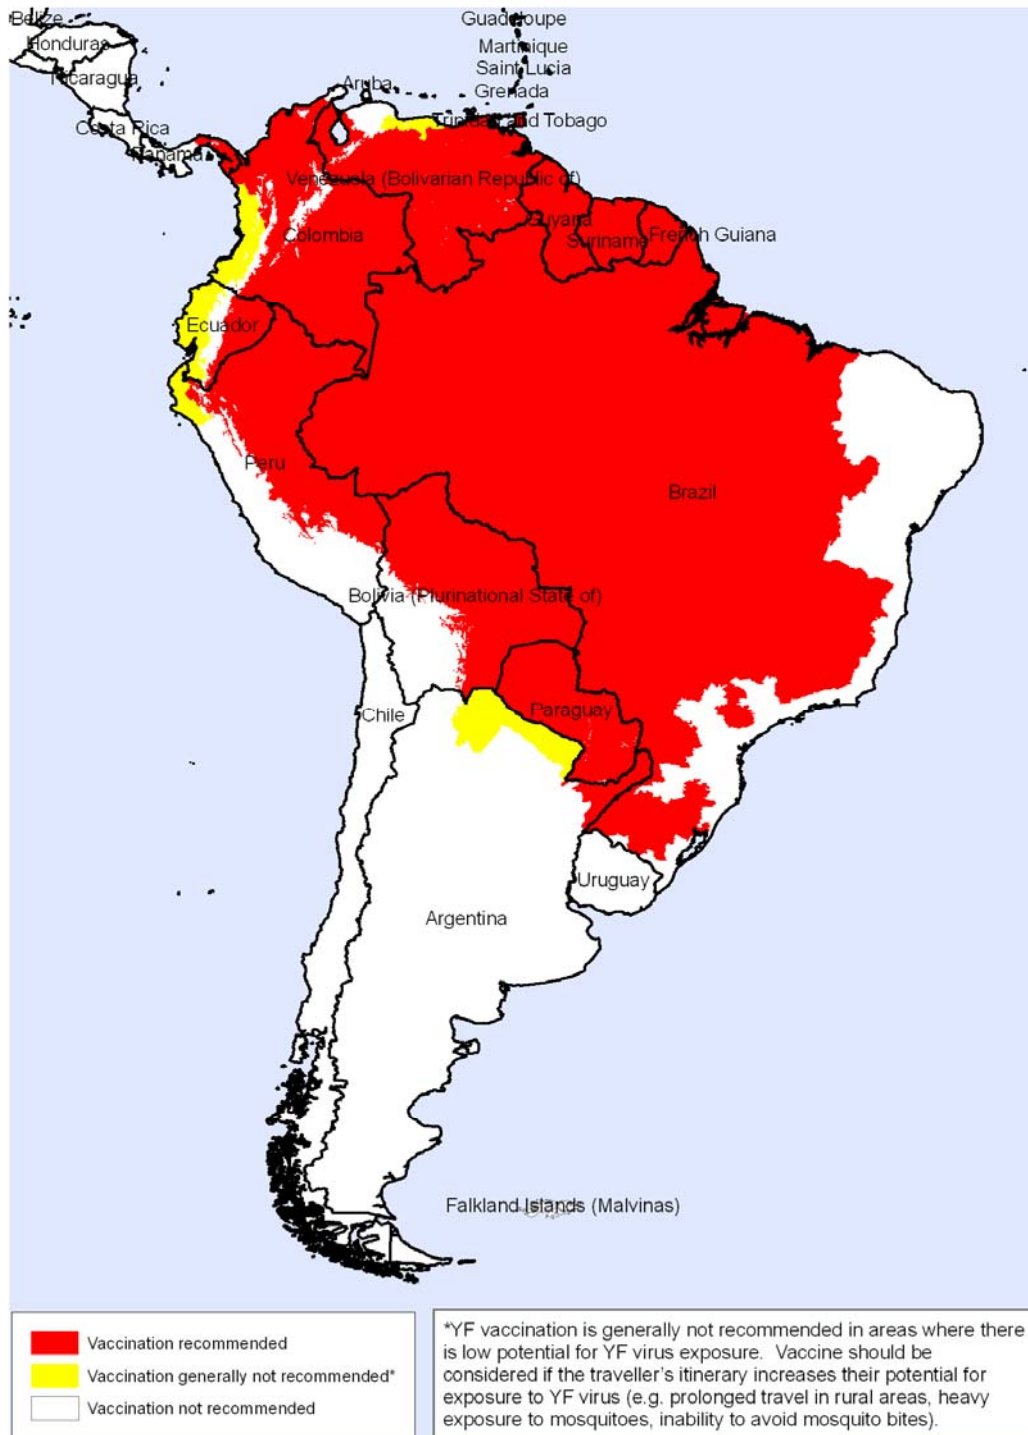 Belize
Guadeloupe
Honduras
Martinique
Saint Lucia
Nicaragua
Aruba
Grenada
Costa Rica
Trinidad and Tobago
Panama
Venezuela (Bolivarian Republic of)
Guyana
Suriname
French Guiana
Colombia
Ecuador
Peru
Brazil
Bolivia (Plurinational State of)
Chile
Paraguay
Uruguay
Argentina
Falkland Islands (Malvinas)
Vaccination recommended
Vaccination generally not recommended*
Vaccination not recommended
*YF vaccination is generally not recommended in areas where there
is low potential for YF virus exposure. Vaccine should be
considered if the traveller's itinerary increases their potential for
exposure to YF virus (e.g. prolonged travel in rural areas, heavy
exposure to mosquitoes, inability to avoid mosquito bites).